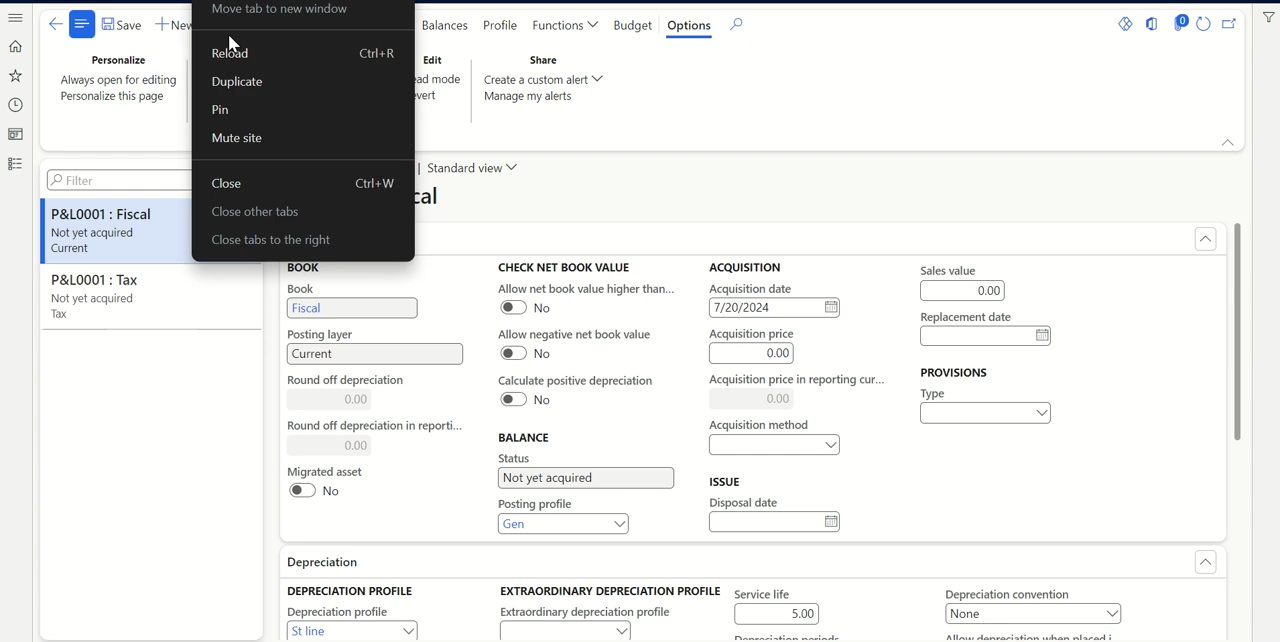 Save
New
Balances
Profile
Functions
Budget
Options
0
Personalize
Always open for editing
Personalize this page
Edit
ead mode
evert
Share
Create a custom alert
Manage my alerts
Move tab to new window
Reload Ctrl+R
Duplicate
Pin
Mute site
Close Ctrl+W
Close other tabs
Close tabs to the right
Filter
P&L0001 : Fiscal
Not yet acquired
Current
P&L0001 : Tax
Not yet acquired
Tax
| Standard view
cal
BOOK
Book
Fiscal
Posting layer
Current
Round off depreciation
0.00
Round off depreciation in reporti...
0.00
Migrated asset
No
CHECK NET BOOK VALUE
Allow net book value higher than...
No
Allow negative net book value
No
Calculate positive depreciation
No
BALANCE
Status
Not yet acquired
Posting profile
Gen
ACQUISITION
Acquisition date
7/20/2024
Acquisition price
0.00
Acquisition price in reporting cur...
0.00
Acquisition method
ISSUE
Disposal date
Sales value
0.00
Replacement date
PROVISIONS
Type
Depreciation
DEPRECIATION PROFILE
Depreciation profile
St line
EXTRAORDINARY DEPRECIATION PROFILE
Extraordinary depreciation profile
Service life
5.00
Depreciation periods
Depreciation convention
None
Allow depreciation when placed i